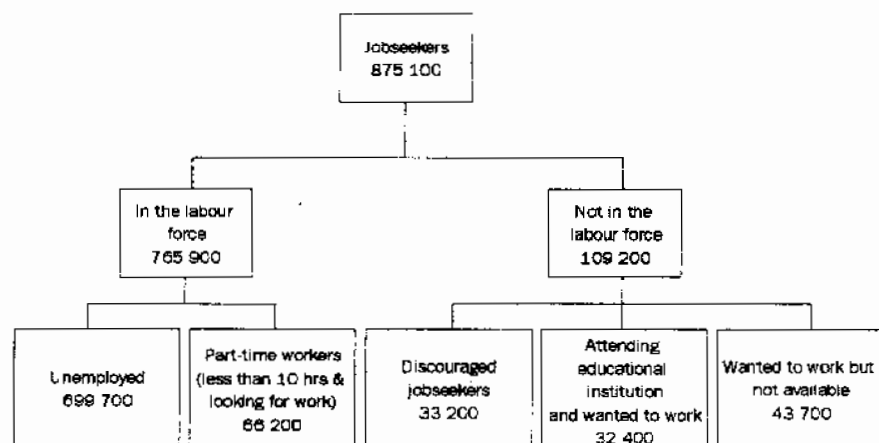 Jobseekers
875 100
In the labour
force
765 900
Not in the
labour force
109 200
Unemployed
699 700
Part-time workers
(less than 10 hrs &
looking for work)
66 200
Discouraged
jobseekers
33 200
Attending
educational
institution
and wanted to work
32 400
Wanted to work but
not available
43 700